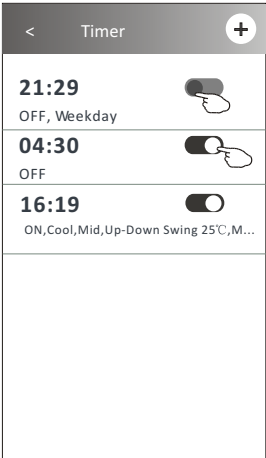 < Timer +
21:29
OFF, Weekday
04:30
OFF
16:19
ON,Cool,Mid,Up-Down Swing 25℃,M...